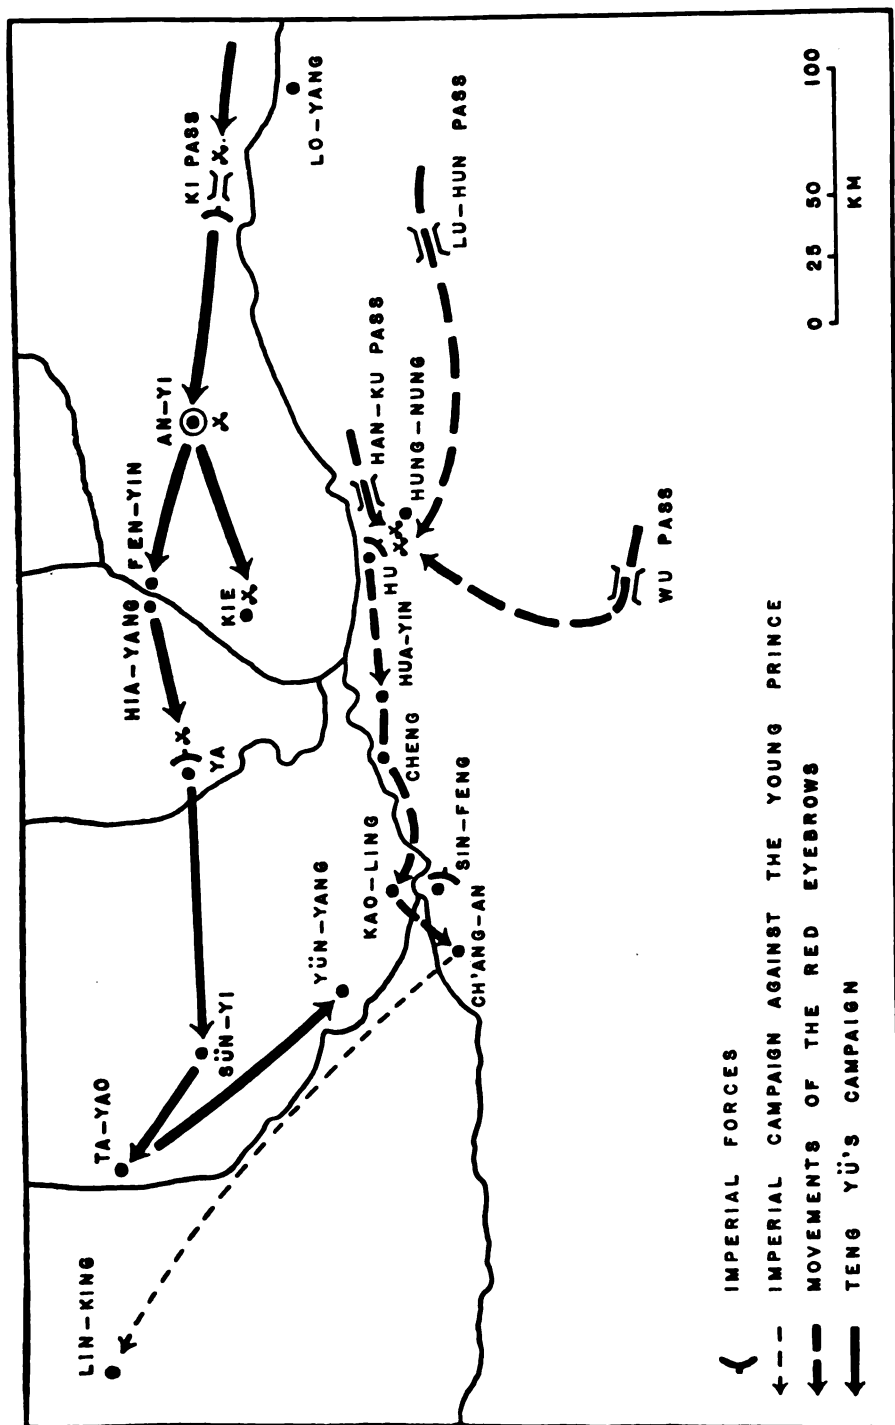 LIN-KING
TA-YAO
SÜN-YI
YÜN-YANG
YA
HIA-YANG
FEN-YIN
KIE
AN-YI
KI PASS
LO-YANG
KAO-LING
SIN-FENG
CH'ANG-AN
CHENG
HUA-YIN
HU
HUNG-NUNG
HAN-KU PASS
LU-HUN PASS
WU PASS
IMPERIAL FORCES
IMPERIAL CAMPAIGN AGAINST THE YOUNG PRINCE
MOVEMENTS OF THE RED EYEBROWS
TENG YÜ'S CAMPAIGN
0 25 50 100
KM